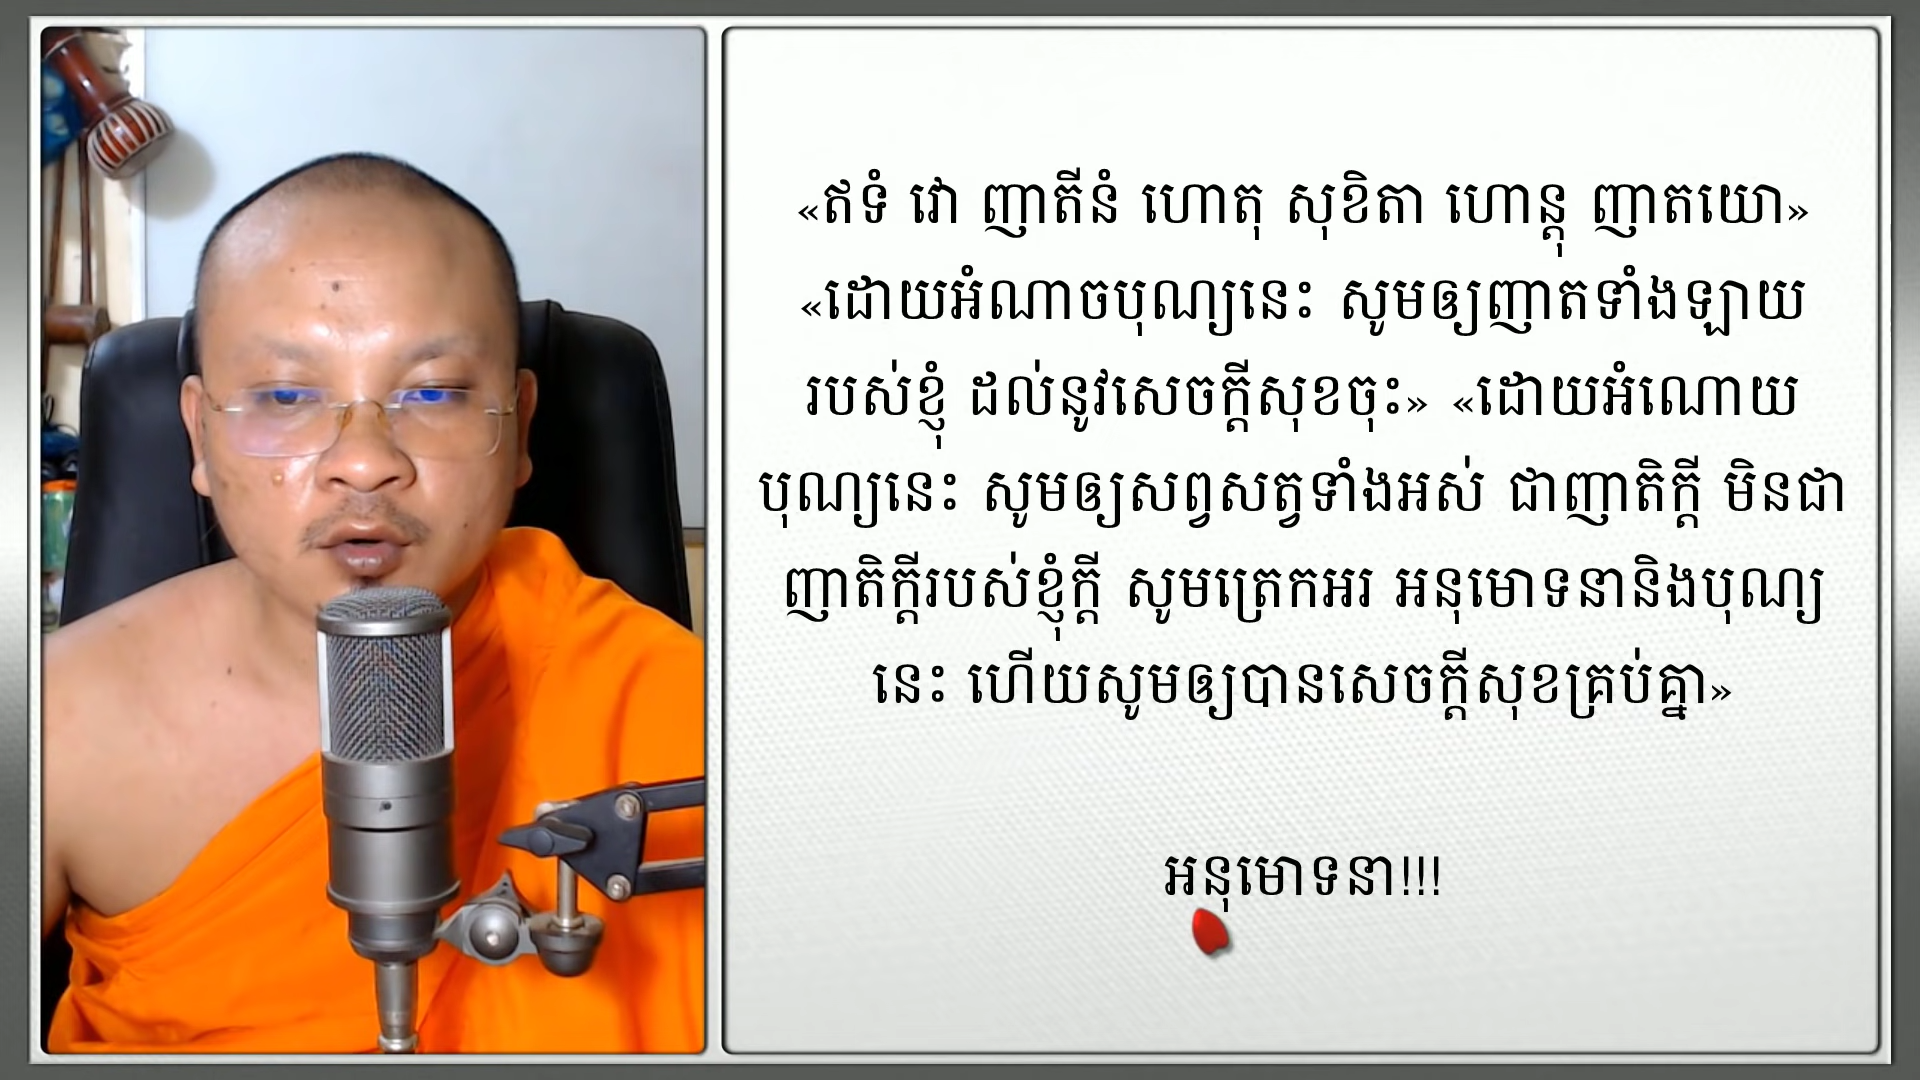 «ឥទំ វោ ញាតីនំ ហោតុ សុខិតា ហោន្តុ ញាតយោ»
«ដោយអំណាចបុណ្យនេះ សូមឲ្យញាតទាំងឡាយ
របស់ខ្ញុំ ដល់នូវសេចក្តីសុខចុះ» «ដោយអំណោយ
បុណ្យនេះ សូមឲ្យសព្វសត្វទាំងអស់ ជាញាតិក្តី មិនជា
ញាតិក្តីរបស់ខ្ញុំក្តី សូមត្រេកអរ អនុមោទនានិងបុណ្យ
នេះ ហើយសូមឲ្យបានសេចក្តីសុខគ្រប់គ្នា»
អនុមោទនា!!!